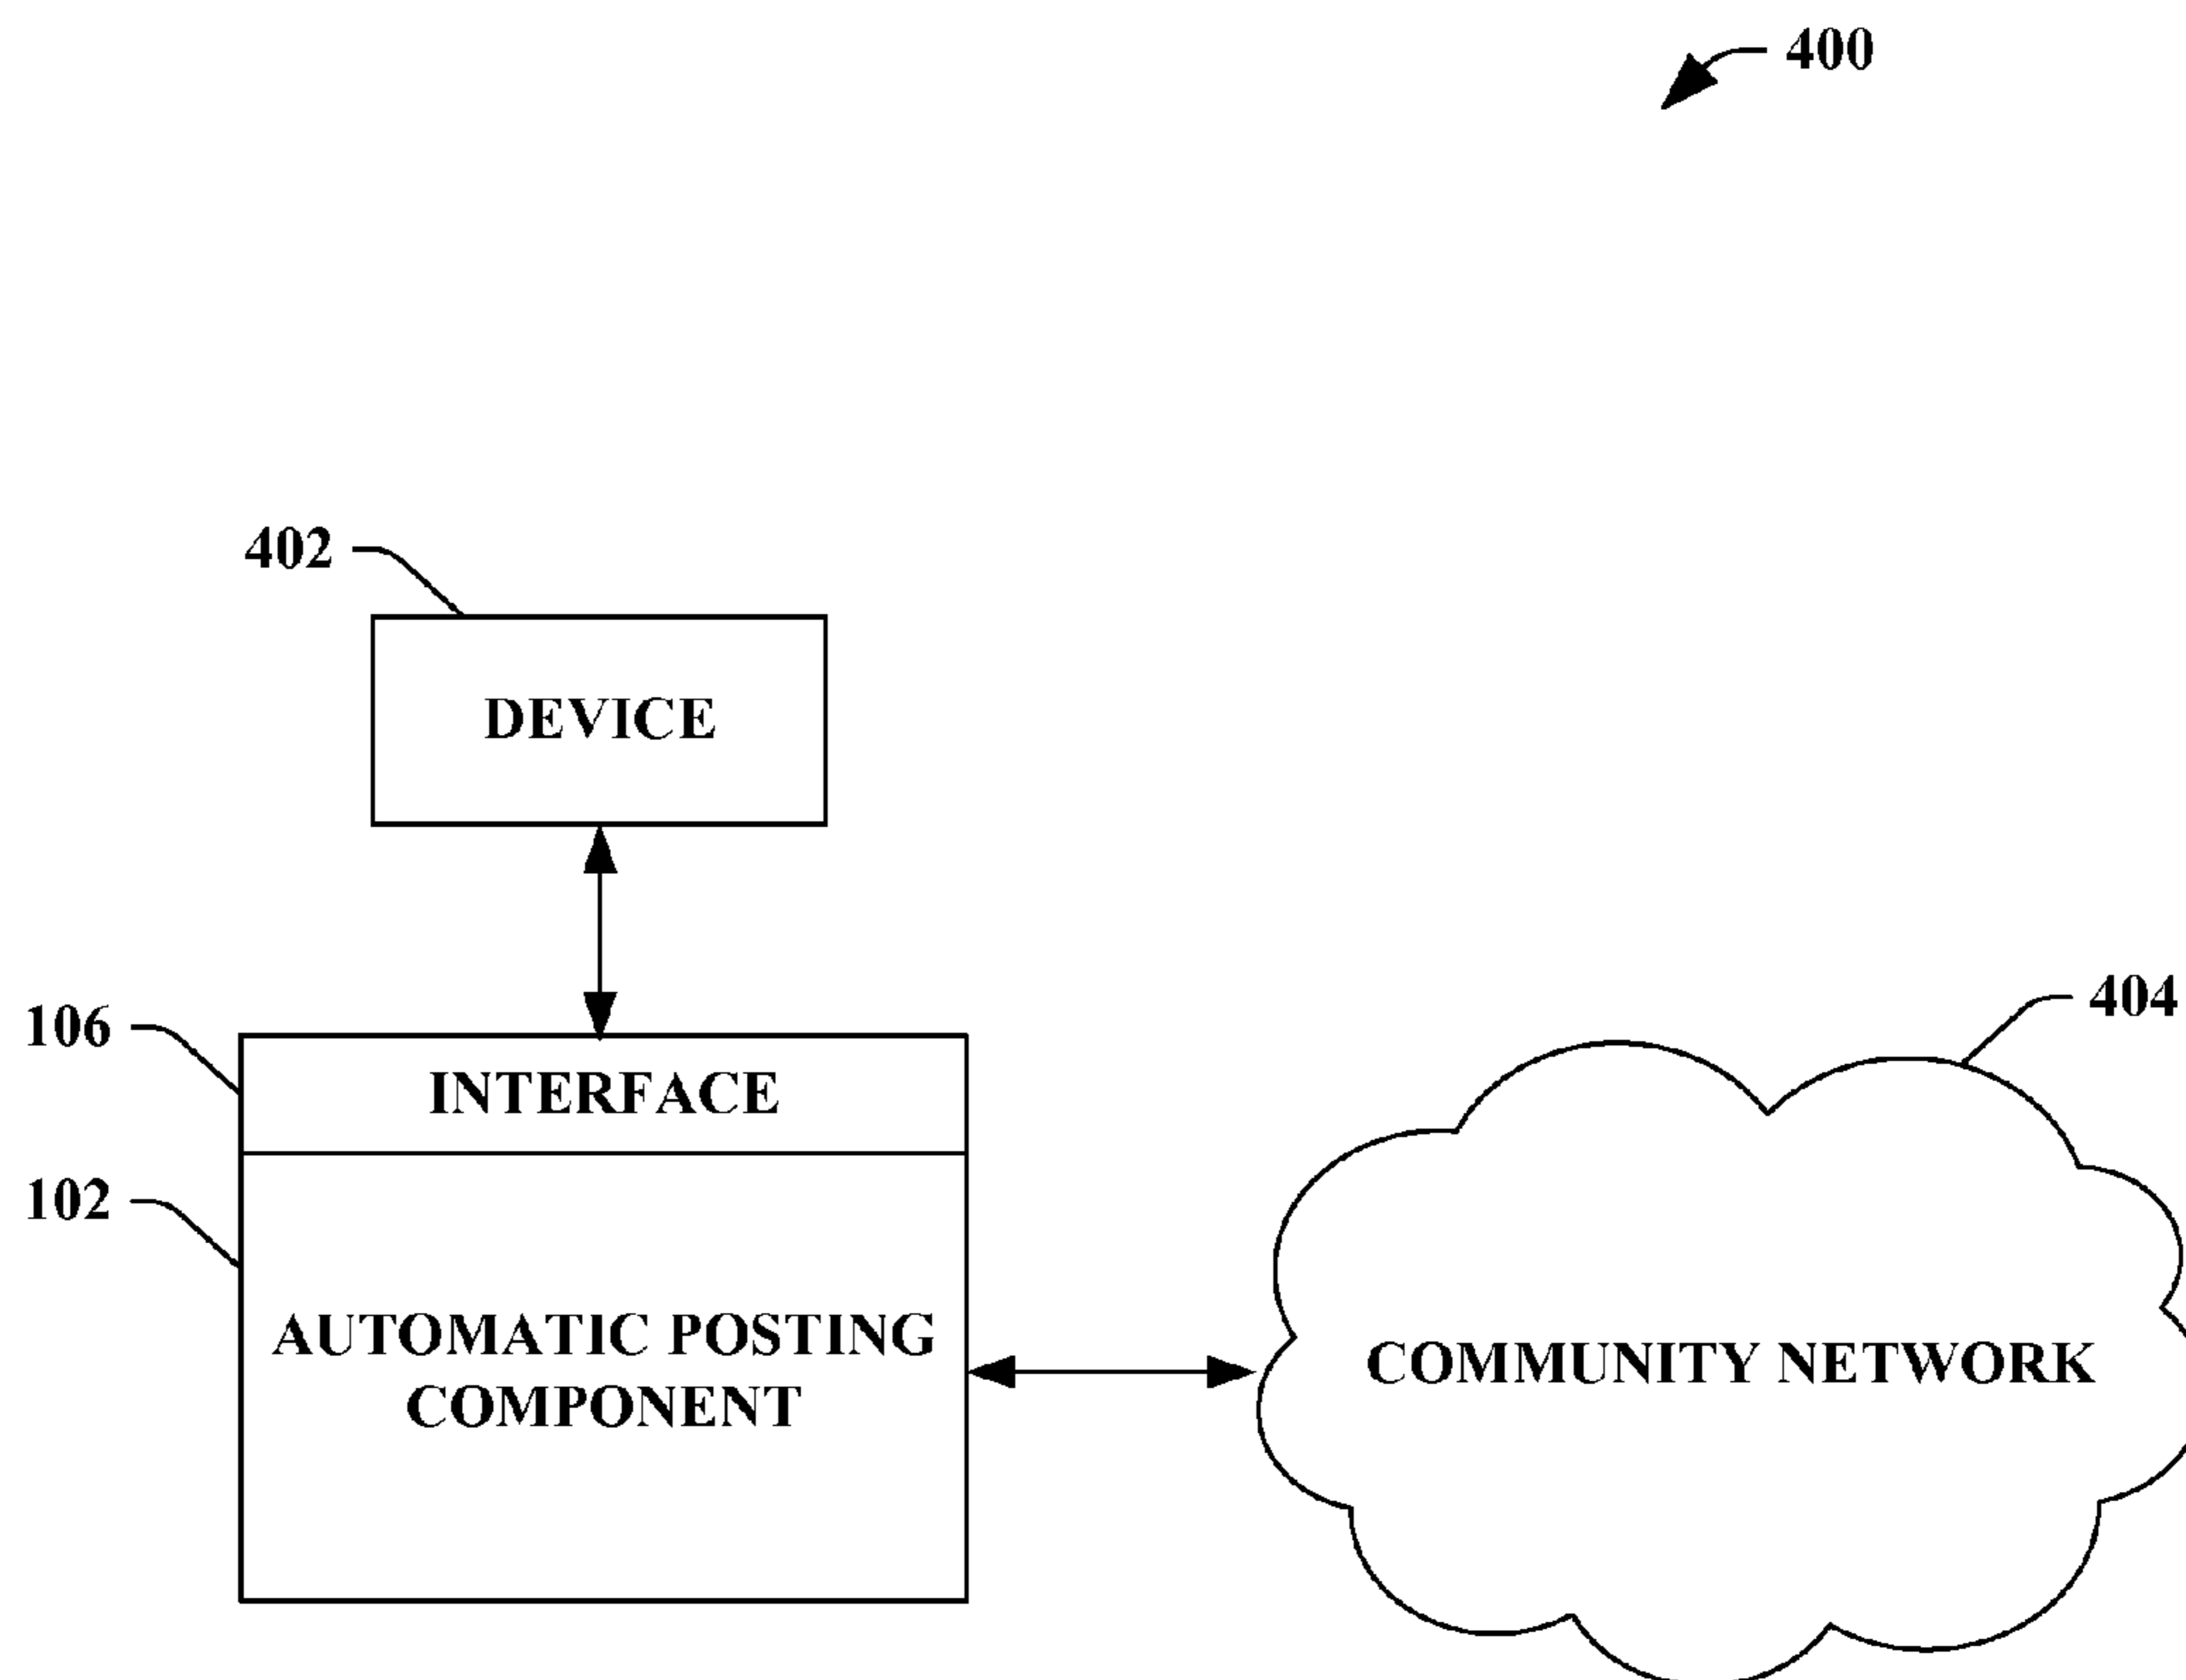 400
402
DEVICE
106
INTERFACE
404
102
AUTOMATIC POSTING
COMPONENT
COMMUNITY NETWORK